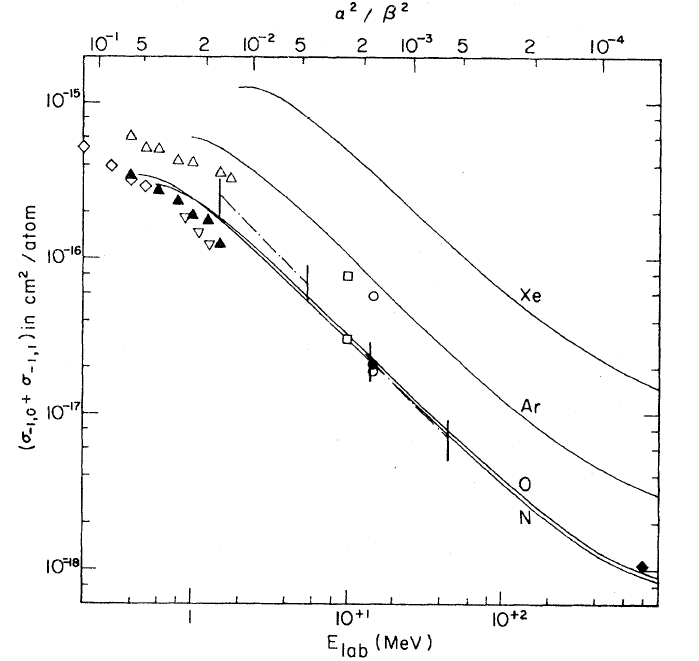 α² / β²
10⁻¹ 5 2 10⁻² 5 10⁻³ 2 5 2 10⁻⁴
10⁻¹⁵
10⁻¹⁶
10⁻¹⁷
10⁻¹⁸
(σ₋₁,₀ + σ₋₁,₁) in cm² /atom
Xe
Ar
O
N
1 10⁺¹ 10⁺²
E_lab (MeV)